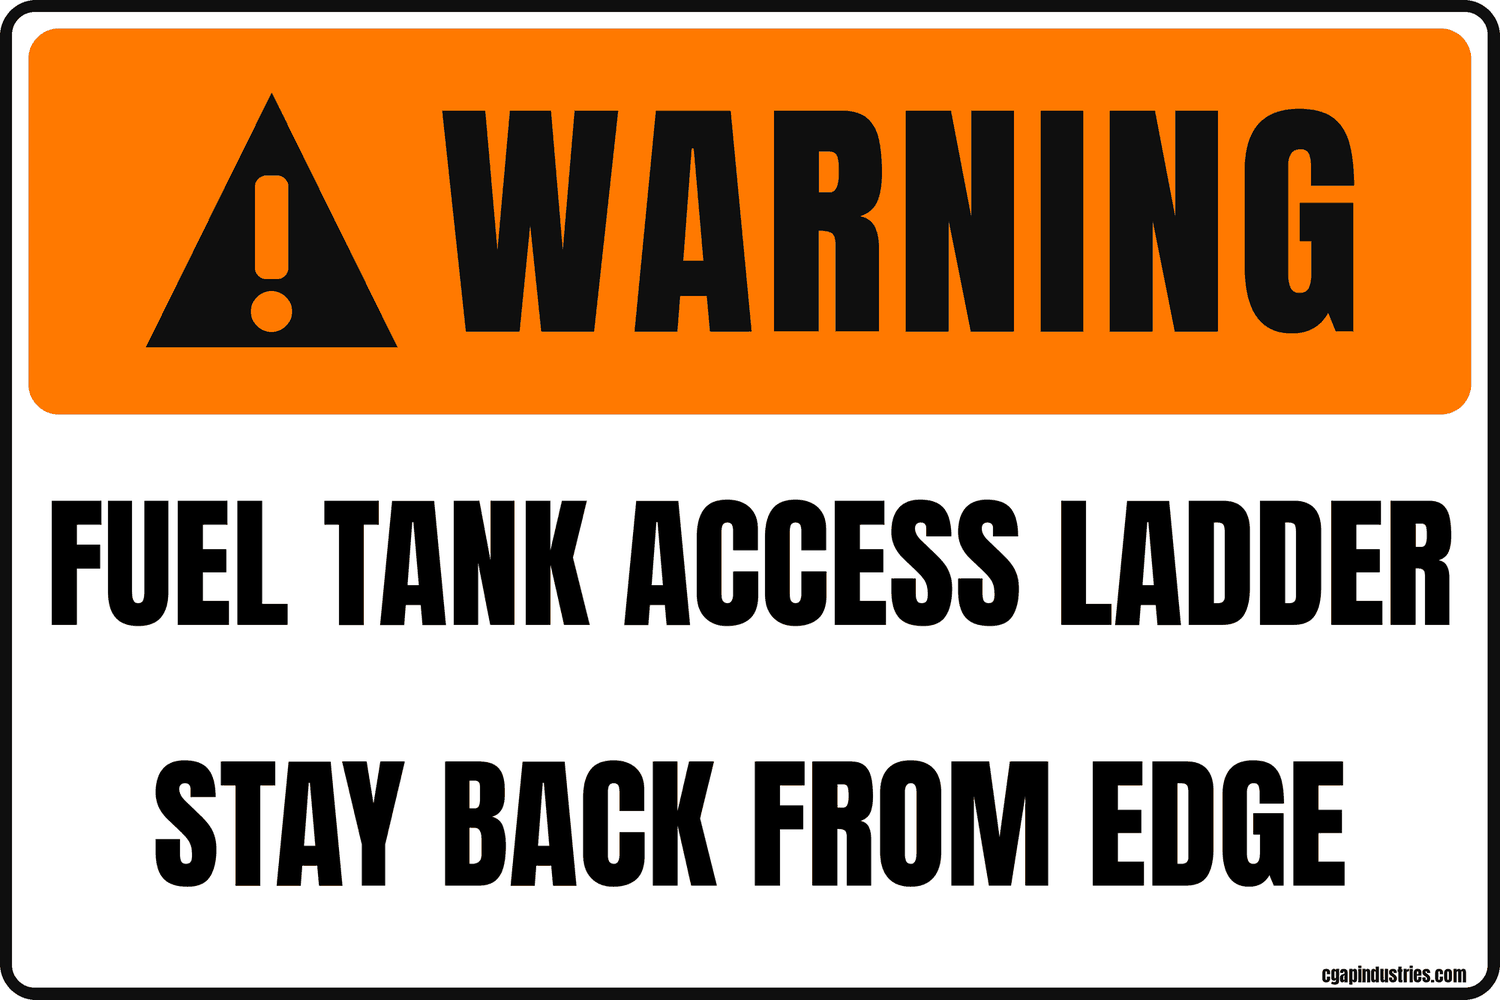 WARNING
FUEL TANK ACCESS LADDER
STAY BACK FROM EDGE
cgapindustries.com